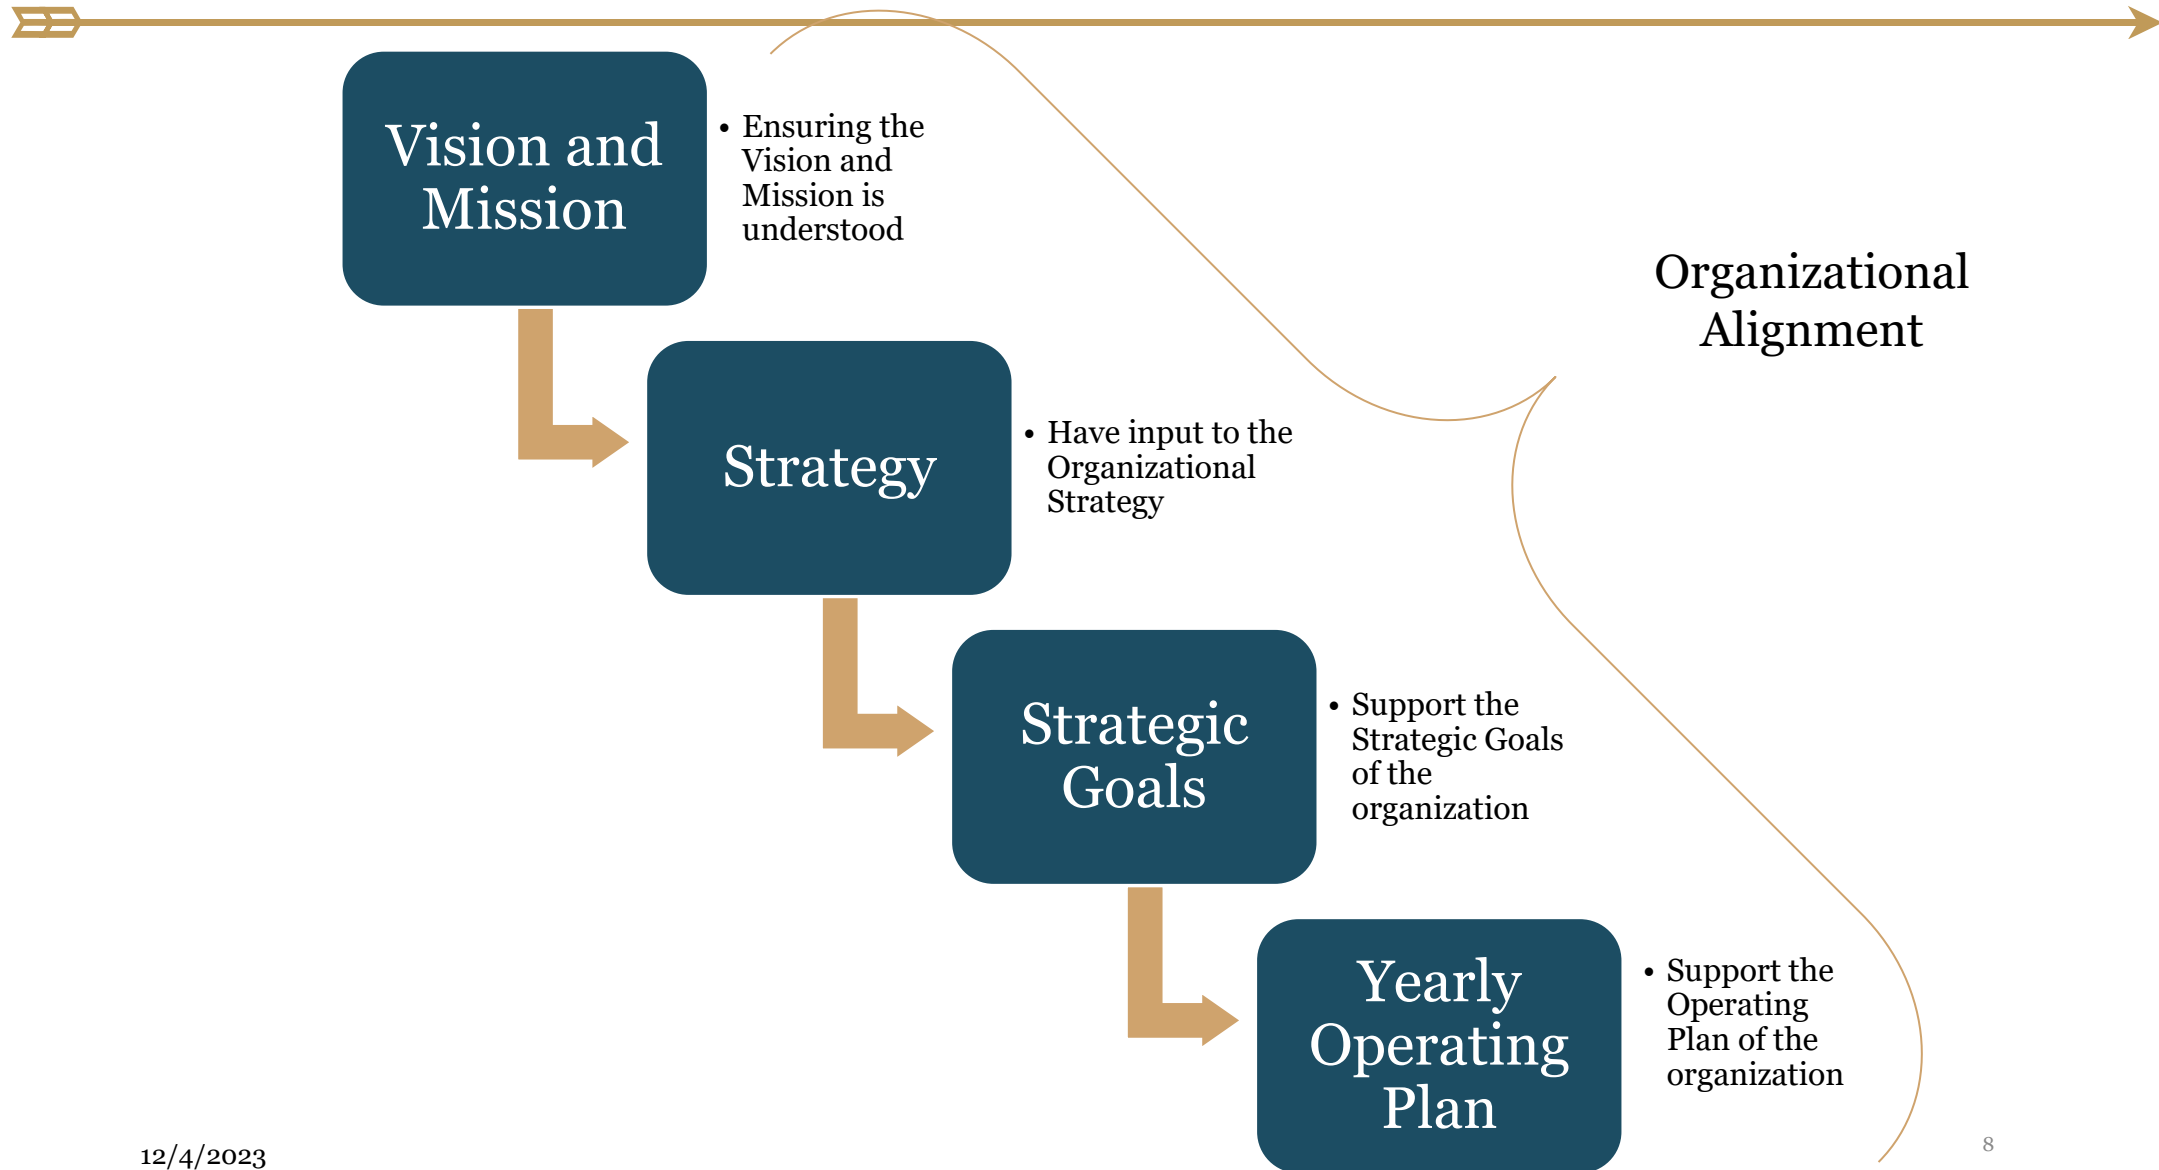 Vision and
Mission
• Ensuring the
Vision and
Mission is
understood
Organizational
Alignment
Strategy
• Have input to the
Organizational
Strategy
Strategic
Goals
• Support the
Strategic Goals
of the
organization
Yearly
Operating
Plan
• Support the
Operating
Plan of the
organization
12/4/2023
8